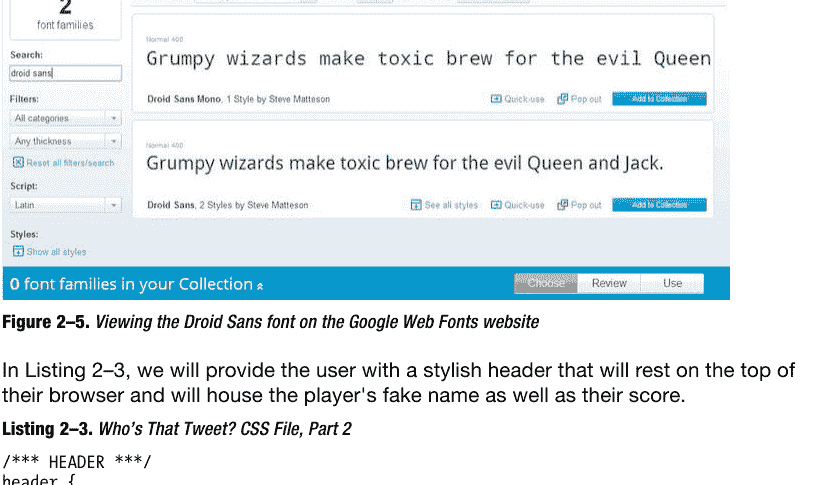 2
font families
Search:
droid sans
Filters:
All categories
Any thickness
Reset all filters/search
Script:
Latin
Styles:
Show all styles
Normal 400
Grumpy wizards make toxic brew for the evil Queen
Droid Sans Mono, 1 Style by Steve Matteson
Quick-use Pop out Add to Collection
Normal 400
Grumpy wizards make toxic brew for the evil Queen and Jack.
Droid Sans, 2 Styles by Steve Matteson
See all styles Quick-use Pop out Add to Collection
0 font families in your Collection
Choose Review Use
Figure 2–5. Viewing the Droid Sans font on the Google Web Fonts website
In Listing 2–3, we will provide the user with a stylish header that will rest on the top of
their browser and will house the player's fake name as well as their score.
Listing 2–3. Who's That Tweet? CSS File, Part 2
/*** HEADER ***/
header {